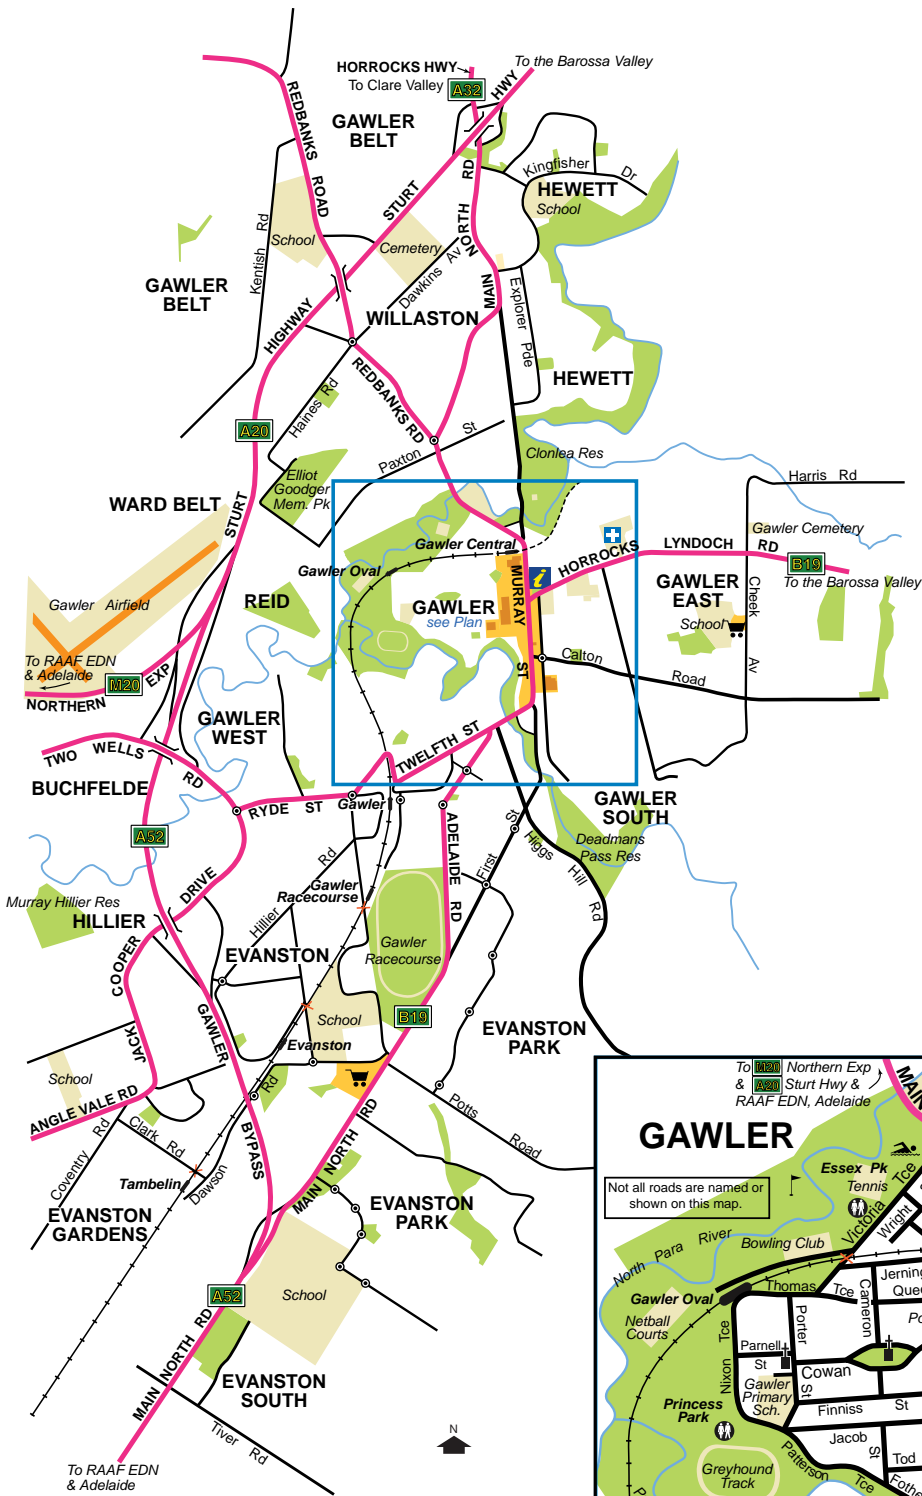 HORROCKS HWY
To Clare Valley
A32
HWY
To the Barossa Valley
REDBANKS ROAD
GAWLER
BELT
NORTH RD
Kingfisher Dr
HEWETT
School
STURT
Kentish Rd
School
Cemetery
Dawkins Av
MAIN
Explorer Pde
GAWLER
BELT
HIGHWAY
WILLASTON
REDBANKS RD
HEWETT
Haines Rd
A20
Paxton St
Clonlea Res
Elliot
Goodger
Mem. Pk
Harris Rd
WARD BELT
STURT
Gawler Cemetery
Gawler Central
HORROCKS
LYNDOCH RD
B19
To the Barossa Valley
Gawler Oval
i
MURRAY ST
Gawler Airfield
REID
GAWLER
see Plan
GAWLER
EAST
School
Cheek Av
Calton Road
To RAAF EDN
& Adelaide
M20
NORTHERN EXP
GAWLER
WEST
TWO WELLS RD
TWELFTH ST
BUCHFELDE
RYDE ST
Gawler
GAWLER
SOUTH
A52
ADELAIDE RD
First St
Higgs Hill Rd
Deadmans
Pass Res
DRIVE
Hillier Rd
Gawler
Racecourse
Murray Hillier Res
HILLIER
COOPER
EVANSTON
Gawler
Racecourse
JACK
GAWLER
School
B19
EVANSTON
PARK
Evanston
School
Rd
ANGLE VALE RD
BYPASS
Potts Road
Coventry Rd
Clark Rd
Tambelin
Dawson
MAIN NORTH RD
EVANSTON
GARDENS
EVANSTON
PARK
A52
School
MAIN NORTH RD
EVANSTON
SOUTH
Tiver Rd
N
To RAAF EDN
& Adelaide
To M20 Northern Exp
& A20 Sturt Hwy &
RAAF EDN, Adelaide
MAIN
GAWLER
Essex Pk
Tennis
Not all roads are named or
shown on this map.
Victoria Tce
Wright
North Para River
Bowling Club
Gawler Oval
Thomas Tce
Jerning
Que
Netball
Courts
Nixon Tce
Porter St
Cameron
Po
Parnell
St
Cowan
Gawler
Primary
Sch.
Finniss St
Princess
Park
Jacob
St
Tod
Patterson Tce
Fothe
Greyhound
Track
P